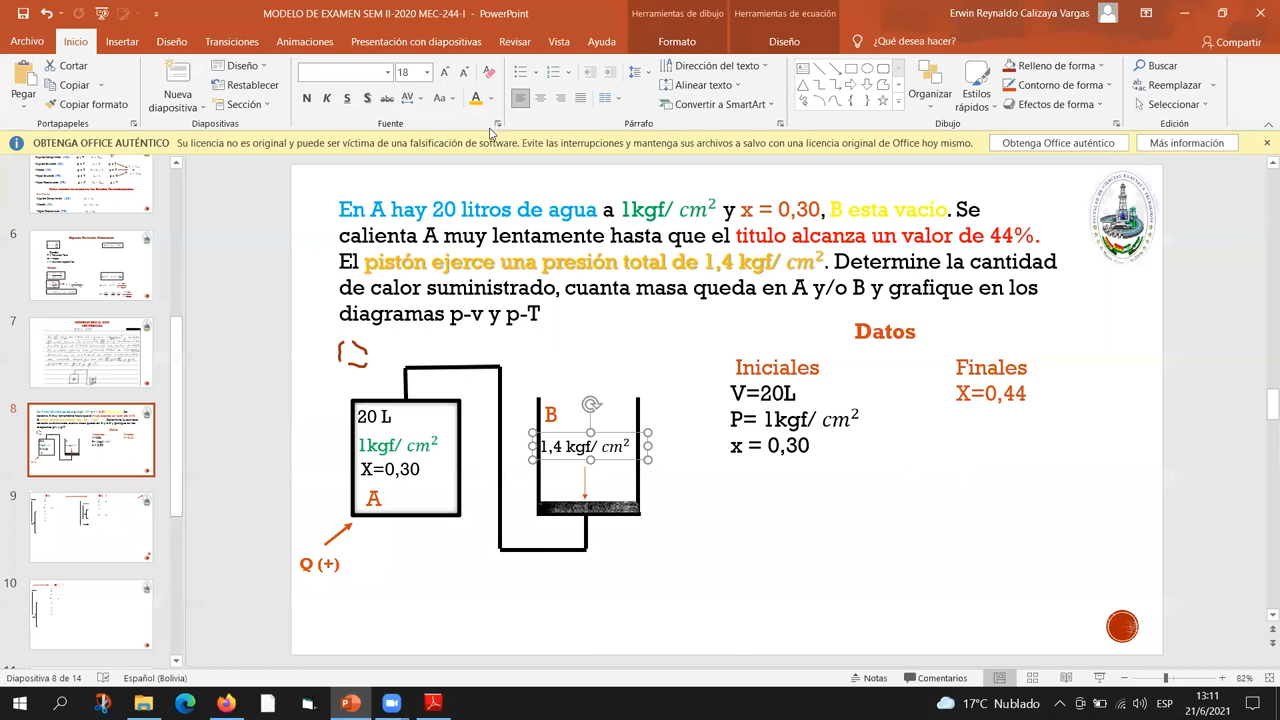 MODELO DE EXAMEN SEM II-2020 MEC-244-I - PowerPoint
Herramientas de dibujo
Herramientas de ecuación
Erwin Reynaldo Calizaya Vargas
Archivo
Inicio
Insertar
Diseño
Transiciones
Animaciones
Presentación con diapositivas
Revisar
Vista
Ayuda
Formato
Diseño
¿Qué desea hacer?
Compartir
Pegar
Cortar
Copiar
Copiar formato
Portapapeles
Nueva
diapositiva
Diseño
Restablecer
Sección
Diapositivas
18
N K S S abc AV Aa A
Fuente
Dirección del texto
Alinear texto
Convertir a SmartArt
Párrafo
Organizar
Estilos
rápidos
Relleno de forma
Contorno de forma
Efectos de forma
Dibujo
Buscar
Reemplazar
Seleccionar
Edición
OBTENGA OFFICE AUTÉNTICO Su licencia no es original y puede ser víctima de una falsificación de software. Evite las interrupciones y mantenga sus archivos a salvo con una licencia original de Office hoy mismo.
Obtenga Office auténtico
Más información
6
7
8
9
10
En A hay 20 litros de agua a 1kgf/ cm² y x = 0,30, B esta vacío. Se
calienta A muy lentamente hasta que el titulo alcanza un valor de 44%.
El pistón ejerce una presión total de 1,4 kgf/ cm². Determine la cantidad
de calor suministrado, cuanta masa queda en A y/o B y grafique en los
diagramas p-v y p-T
Datos
Iniciales
V=20L
P= 1kgf/ cm²
x = 0,30
Finales
X=0,44
20 L
1kgf/ cm²
X=0,30
A
Q (+)
B
1,4 kgf/ cm²
Diapositiva 8 de 14
Español (Bolivia)
Notas
Comentarios
82%
17°C Nublado
ESP
13:11
21/6/2021